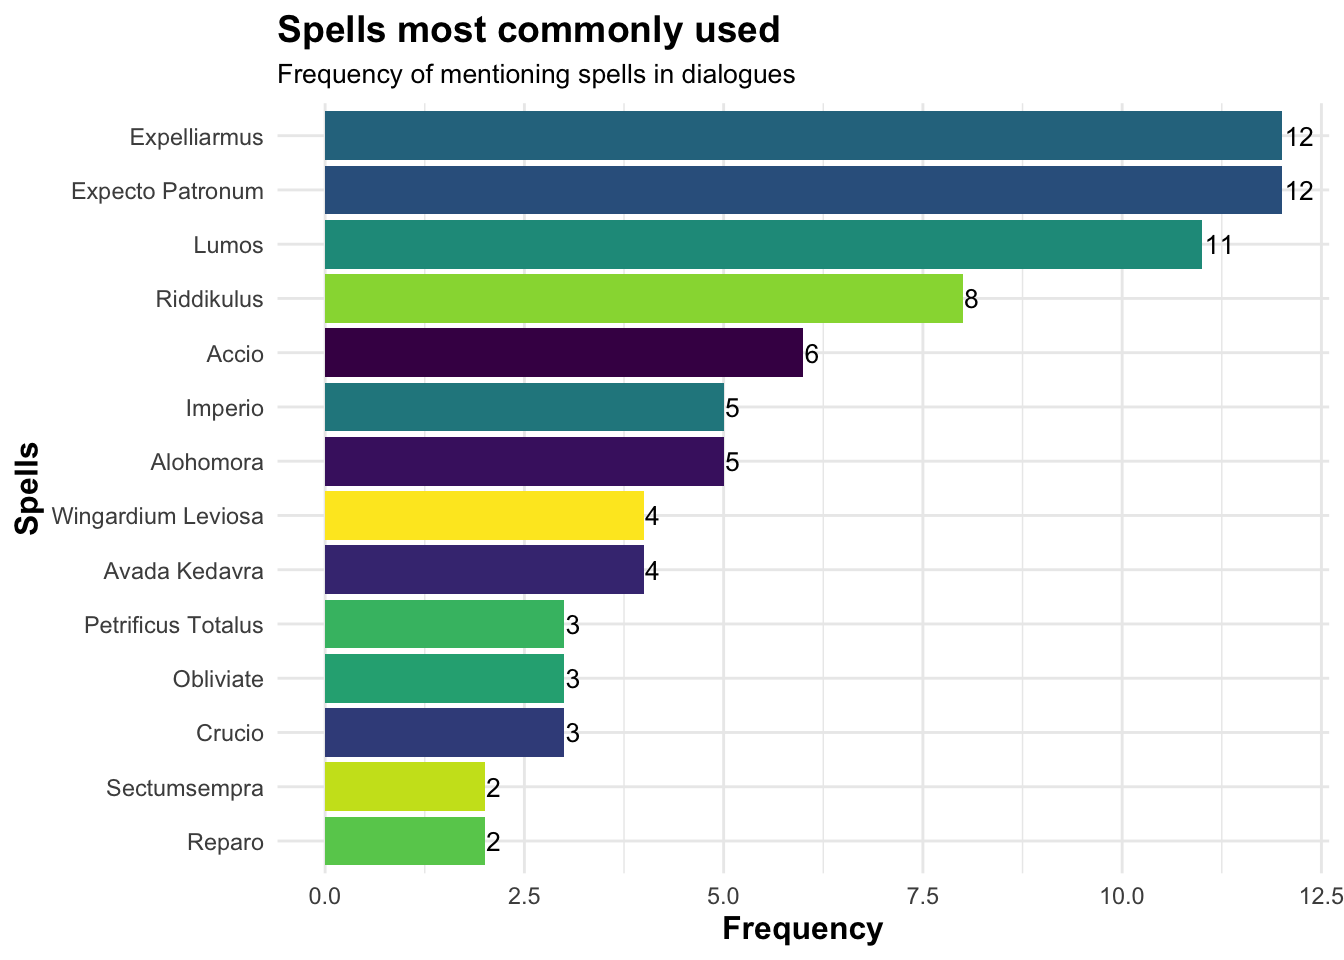 Spells most commonly used
Frequency of mentioning spells in dialogues
Spells
Expelliarmus 12
Expecto Patronum 12
Lumos 11
Riddikulus 8
Accio 6
Imperio 5
Alohomora 5
Wingardium Leviosa 4
Avada Kedavra 4
Petrificus Totalus 3
Obliviate 3
Crucio 3
Sectumsempra 2
Reparo 2
0.0 2.5 5.0 7.5 10.0 12.5
Frequency